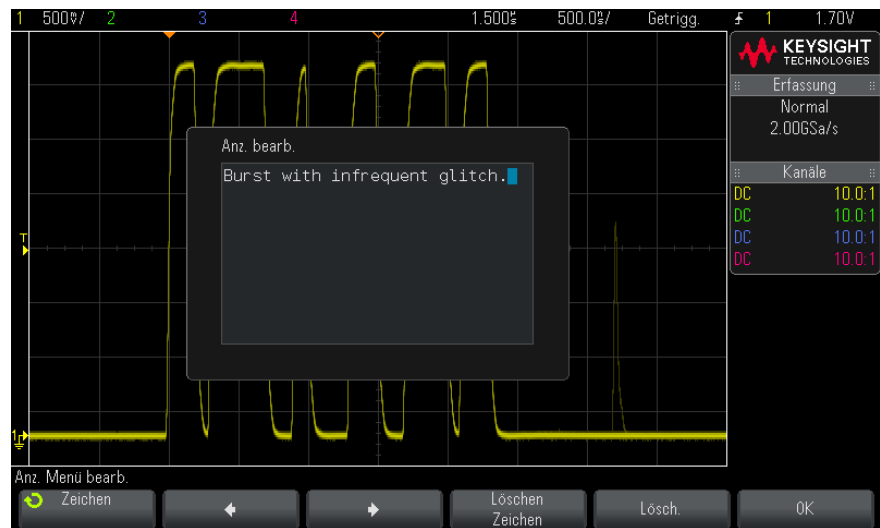 1 500▽/ 2 3 4 1.500s 500.0s/ Getrigg. 1 1.70V
KEYSIGHT
TECHNOLOGIES
Erfassung
Normal
2.00GSa/s
Kanäle
DC 10.0:1
DC 10.0:1
DC 10.0:1
DC 10.0:1
Anz. bearb.
Burst with infrequent glitch.
T
1
Anz. Menü bearb.
Zeichen
Löschen
Zeichen
Lösch.
OK